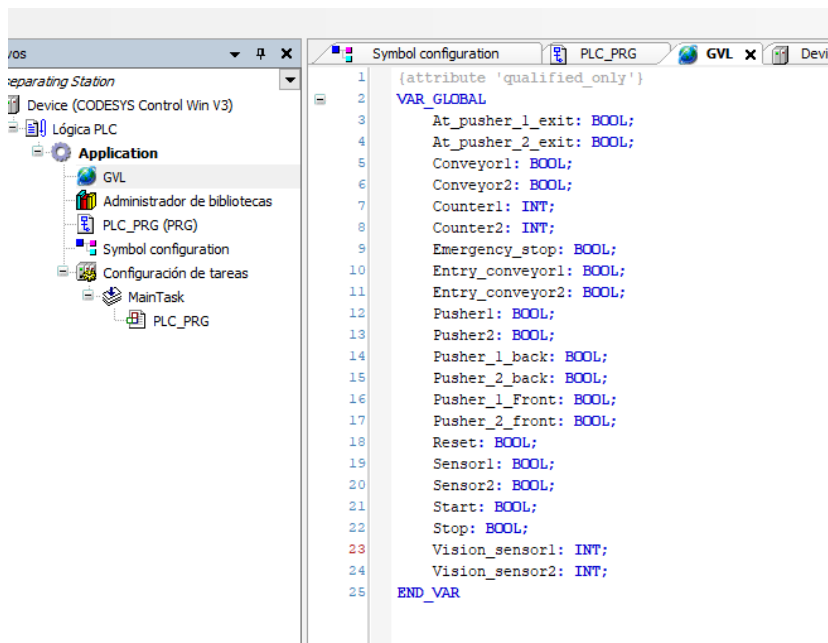 vos
Separating Station
Device (CODESYS Control Win V3)
Lógica PLC
Application
GVL
Administrador de bibliotecas
PLC_PRG (PRG)
Symbol configuration
Configuración de tareas
MainTask
PLC_PRG
Symbol configuration PLC_PRG GVL Devi
1 {attribute 'qualified_only'}
2 VAR_GLOBAL
3 At_pusher_1_exit: BOOL;
4 At_pusher_2_exit: BOOL;
5 Conveyor1: BOOL;
6 Conveyor2: BOOL;
7 Counter1: INT;
8 Counter2: INT;
9 Emergency_stop: BOOL;
10 Entry_conveyor1: BOOL;
11 Entry_conveyor2: BOOL;
12 Pusher1: BOOL;
13 Pusher2: BOOL;
14 Pusher_1_back: BOOL;
15 Pusher_2_back: BOOL;
16 Pusher_1_Front: BOOL;
17 Pusher_2_front: BOOL;
18 Reset: BOOL;
19 Sensor1: BOOL;
20 Sensor2: BOOL;
21 Start: BOOL;
22 Stop: BOOL;
23 Vision_sensor1: INT;
24 Vision_sensor2: INT;
25 END_VAR